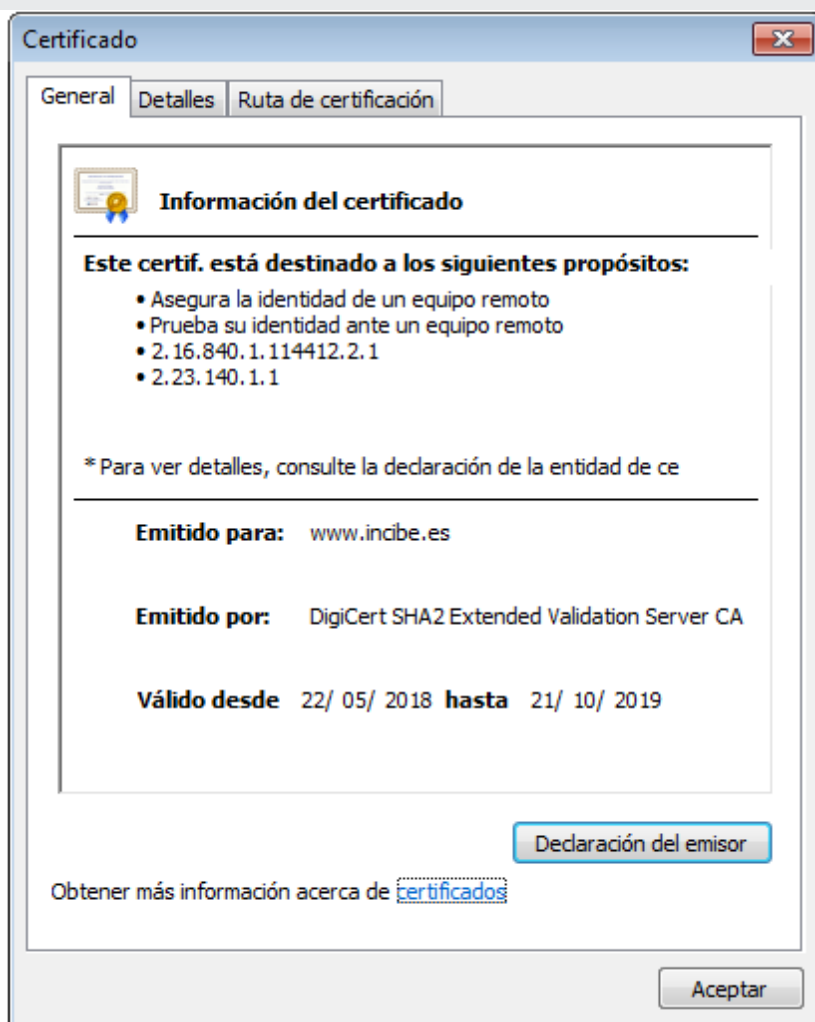 Certificado
General Detalles Ruta de certificación
Información del certificado
Este certif. está destinado a los siguientes propósitos:
• Asegura la identidad de un equipo remoto
• Prueba su identidad ante un equipo remoto
• 2.16.840.1.114412.2.1
• 2.23.140.1.1
* Para ver detalles, consulte la declaración de la entidad de ce
Emitido para: www.incibe.es
Emitido por: DigiCert SHA2 Extended Validation Server CA
Válido desde 22/ 05/ 2018 hasta 21/ 10/ 2019
Declaración del emisor
Obtener más información acerca de certificados
Aceptar